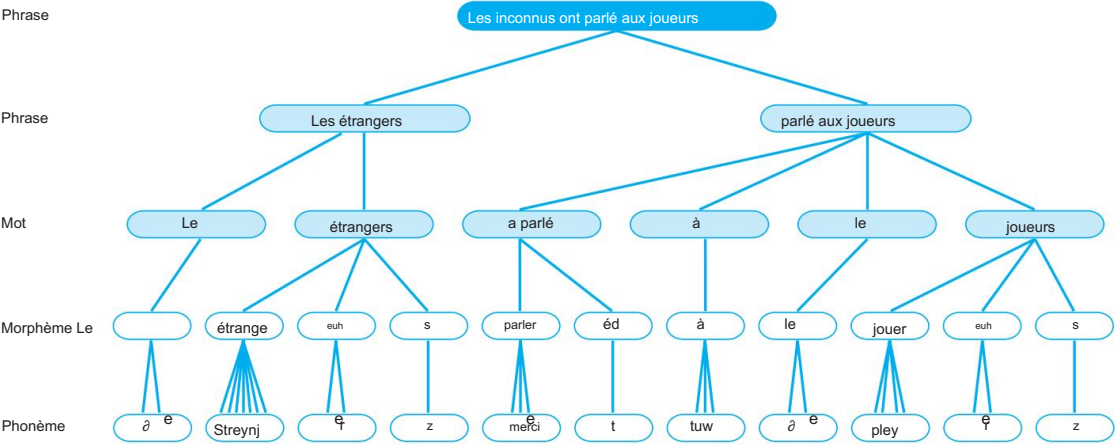 Phrase Les inconnus ont parlé aux joueurs
Phrase Les étrangers parlé aux joueurs
Mot Le étrangers a parlé à le joueurs
Morphème Le étrange euh s parler éd à le jouer euh s
Phonème ∂ e Streynj e r z merci e t tuw ∂ e pley e r z